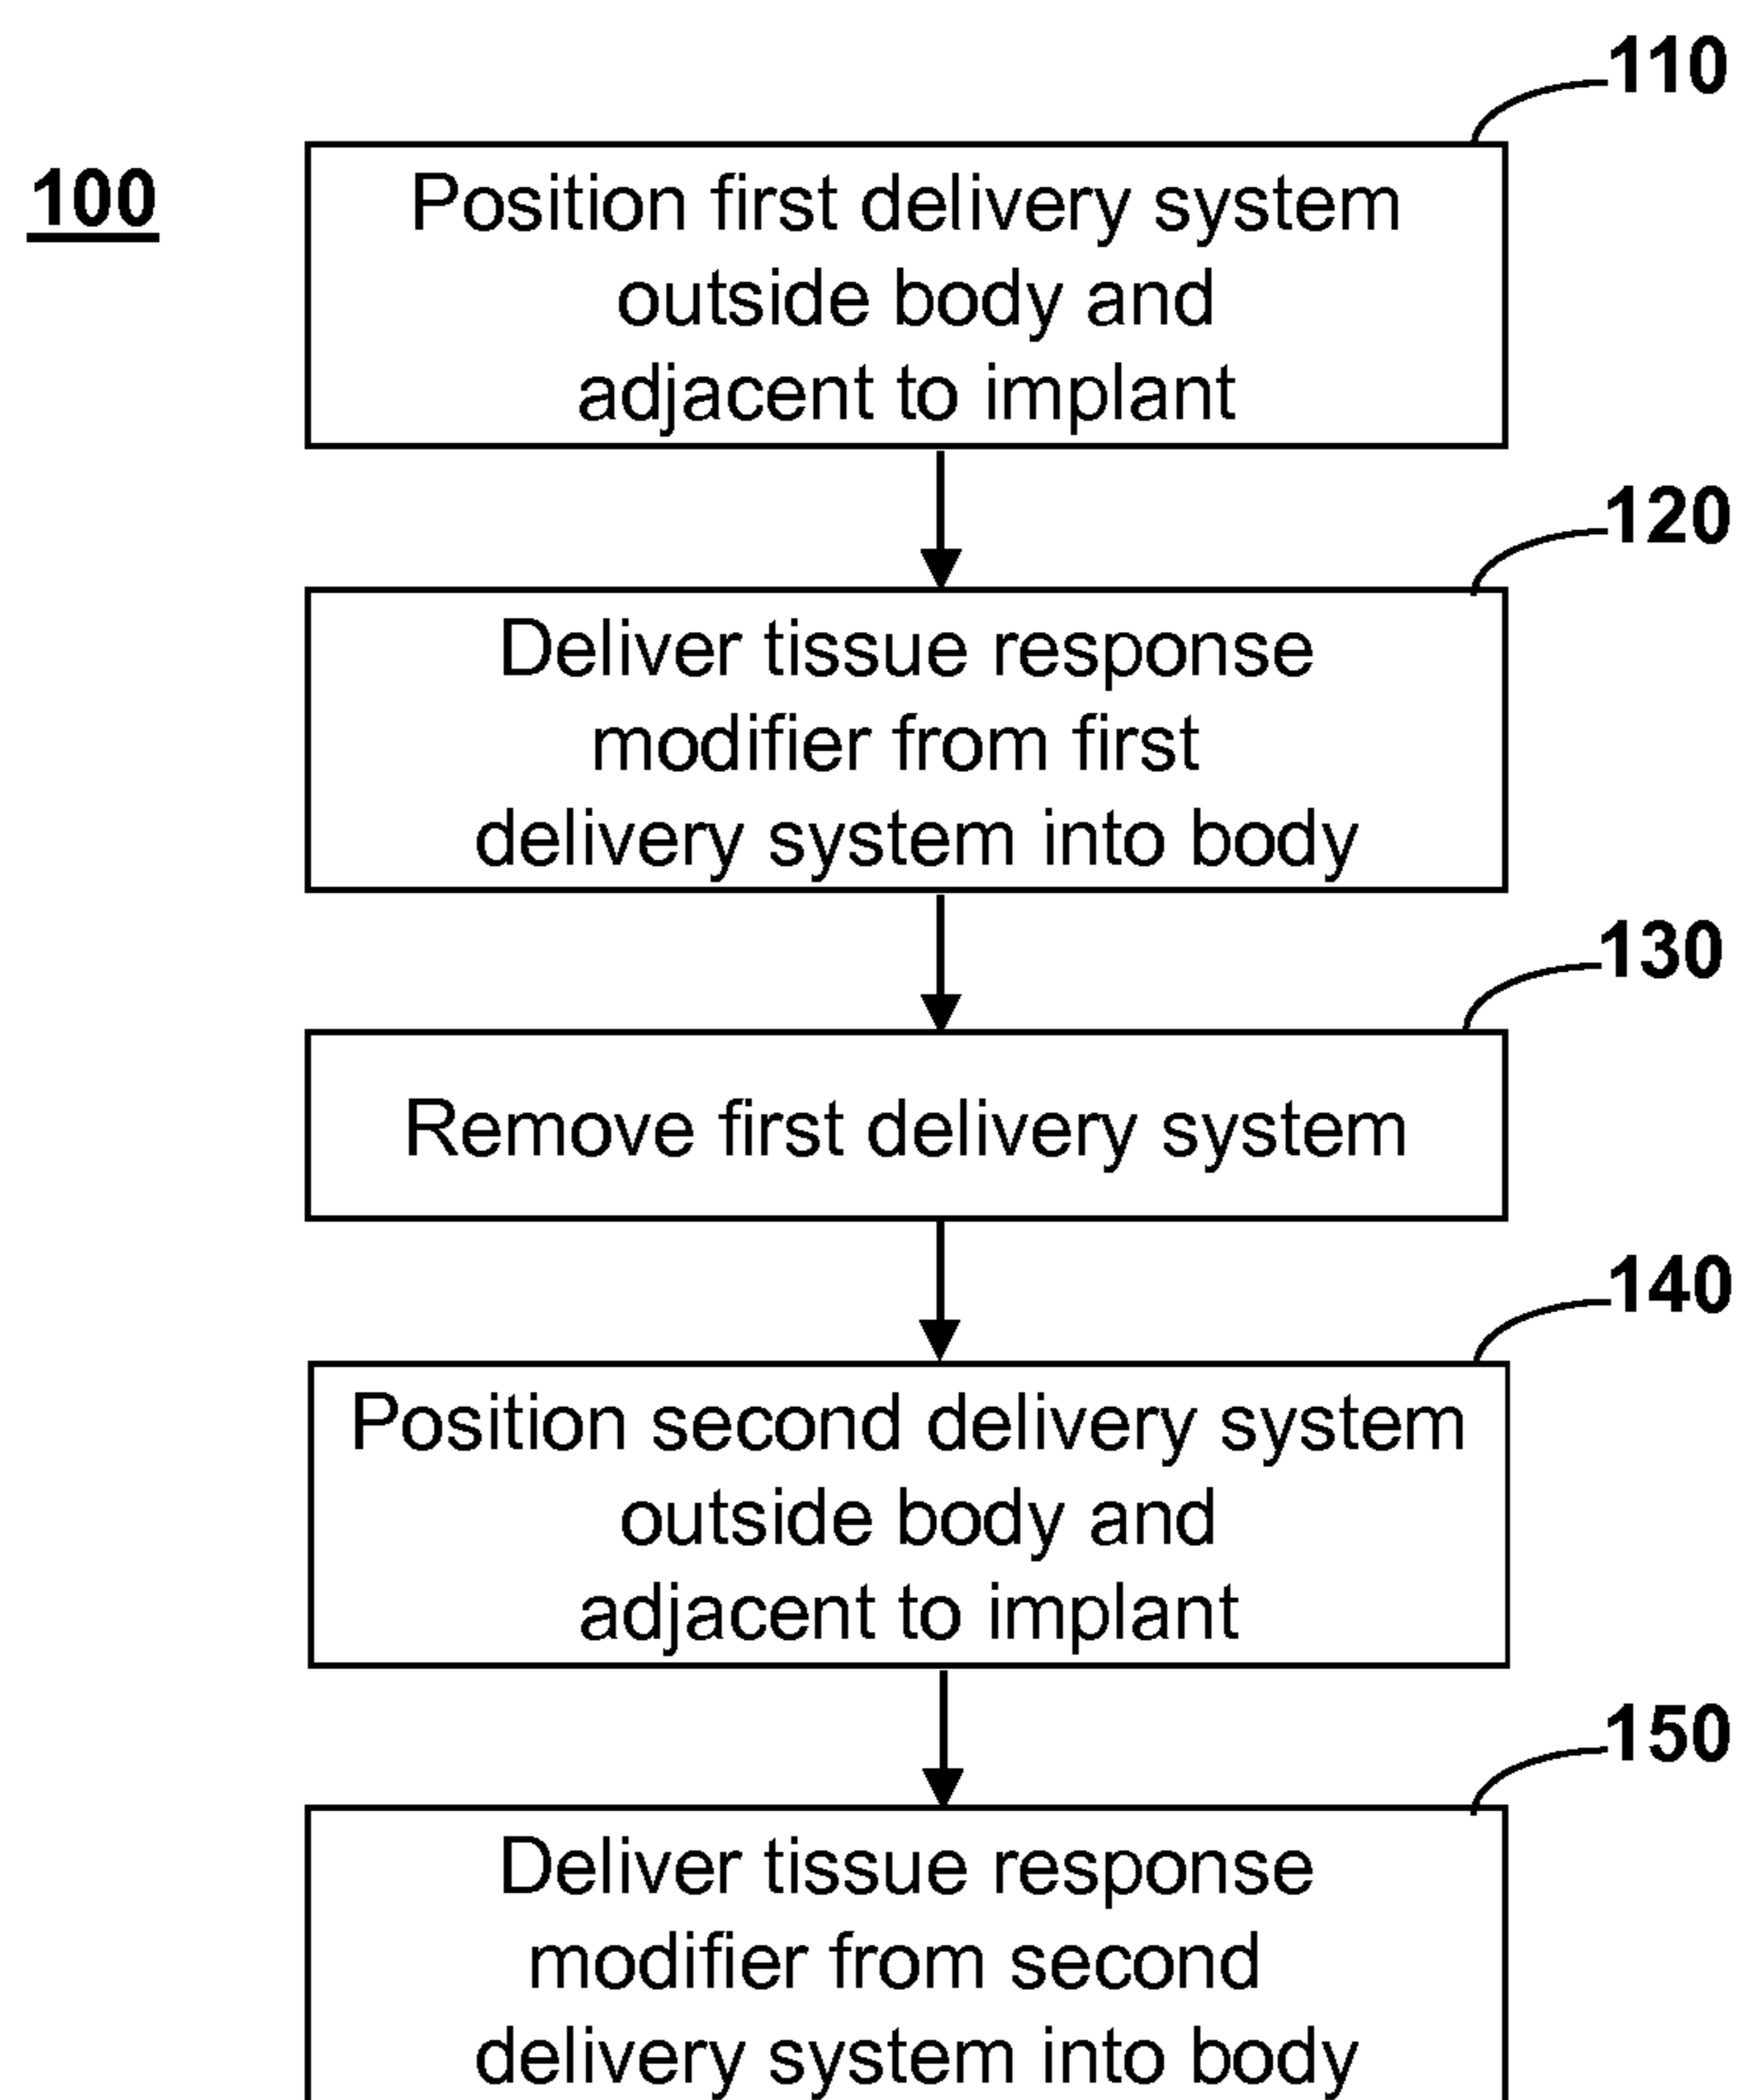 110
100
Position first delivery system
outside body and
adjacent to implant
120
Deliver tissue response
modifier from first
delivery system into body
130
Remove first delivery system
140
Position second delivery system
outside body and
adjacent to implant
150
Deliver tissue response
modifier from second
delivery system into body